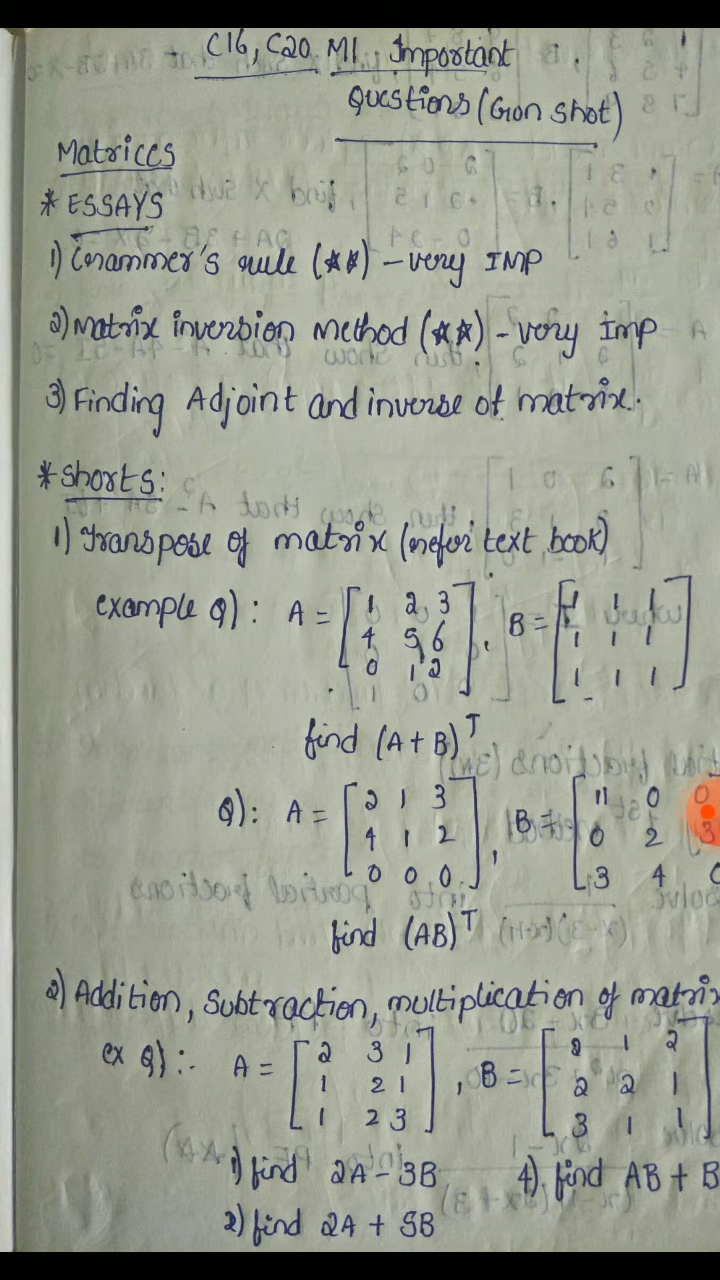 C16, C20 M1 Important
Questions (Gon Shot)
Matrices
* ESSAYS
1) Crammer's rule (**) - very IMP
2) Matrix inversion Method (**) - very imp
3) Finding Adjoint and inverse of matrix.
* Shorts:
1) Transpose of matrix (refer text book)
example Q): A = [1 2 3 , B = [1 1 1
4 5 6 1 1 1
0 1 2] 1 1 1]
find (A+B)^T
Q): A = [2 1 3 , B = [11 0 0
4 1 2 0 2 3
0 0 0] 3 4
find (AB)^T
2) Addition, Subtraction, multiplication of matrix
ex Q):- A = [2 3 1 , B = [2 1 2
1 2 1 2 2 1
1 2 3] 3 1 1]
1) find 2A - 3B 4) find AB + B
2) find 2A + 5B